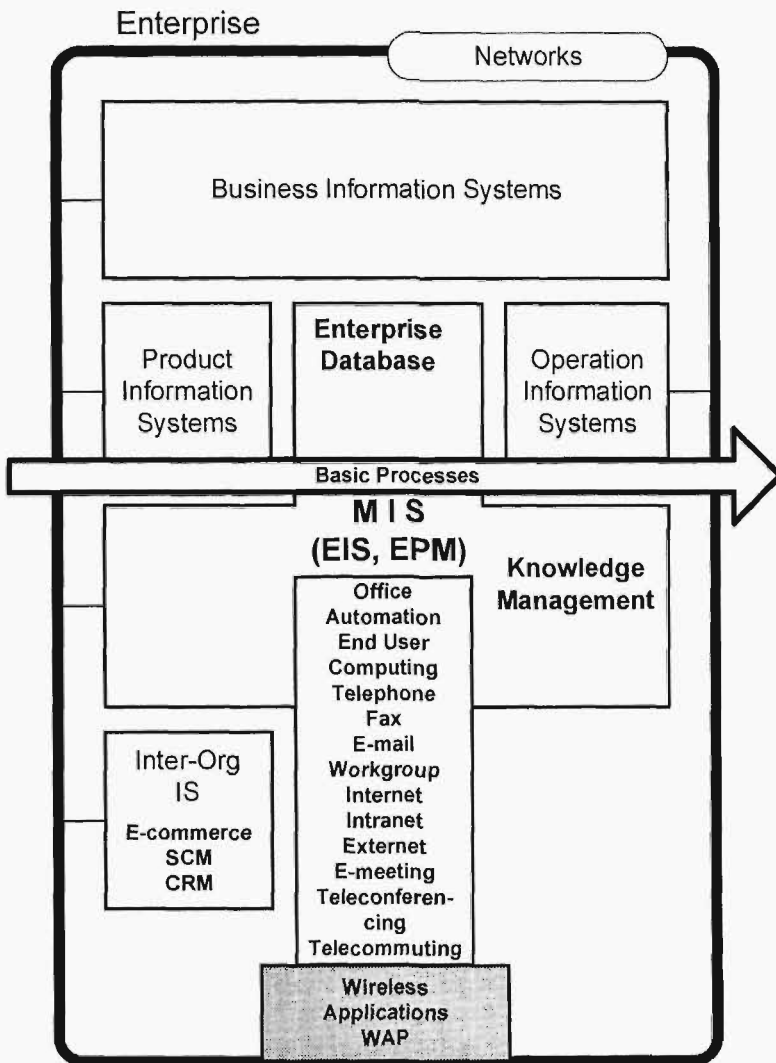 Enterprise
Networks
Business Information Systems
Product
Information
Systems
Enterprise
Database
Operation
Information
Systems
Basic Processes
M I S
(EIS, EPM)
Knowledge
Management
Office
Automation
End User
Computing
Telephone
Fax
E-mail
Workgroup
Internet
Intranet
Externet
E-meeting
Teleconferen-
cing
Telecommuting
Inter-Org
IS
E-commerce
SCM
CRM
Wireless
Applications
WAP